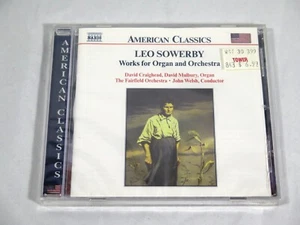 AMERICAN CLASSICS
NAXOS
AMERICAN CLASSICS
LEO SOWERBY
Works for Organ and Orchestra
David Craighead, David Mulbury, Organ
The Fairfield Orchestra • John Welsh, Conductor
TOWER